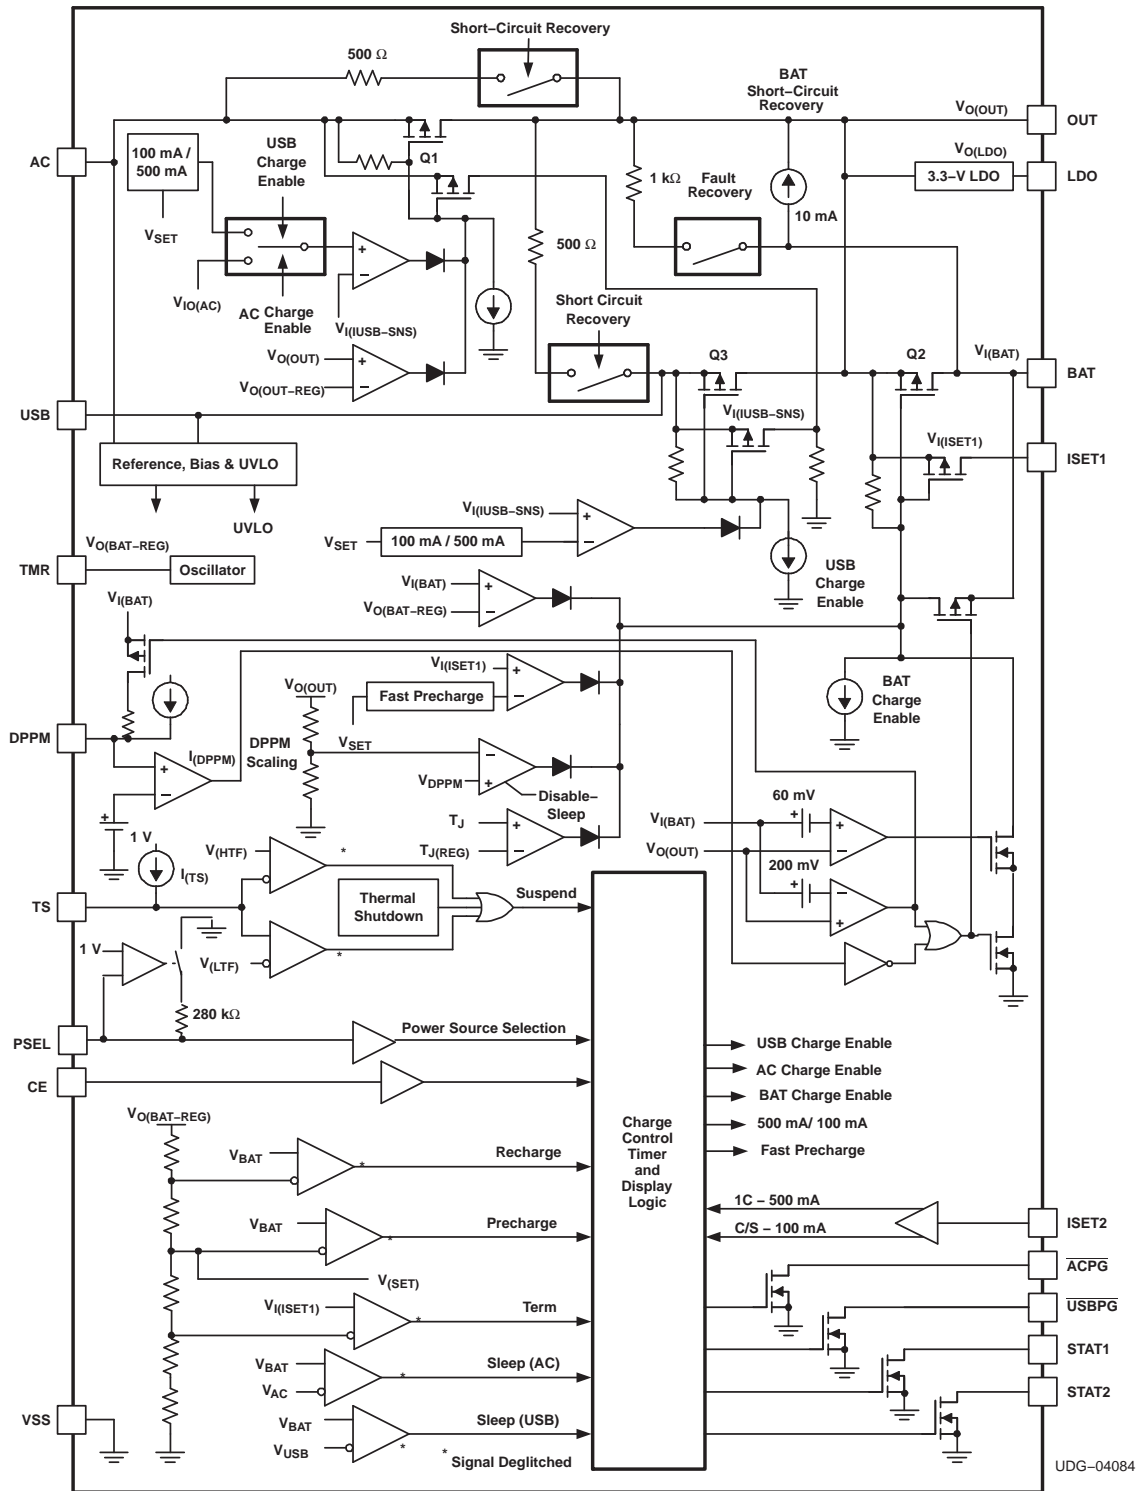 Short–Circuit Recovery
500 Ω
BAT
Short–Circuit
Recovery
VO(OUT)
OUT
AC
100 mA /
500 mA
USB
Charge
Enable
Q1
1 kΩ
Fault
Recovery
10 mA
VO(LDO)
3.3–V LDO
LDO
VSET
+
–
500 Ω
VIO(AC)
AC Charge
Enable
VI(IUSB–SNS)
Short Circuit
Recovery
VO(OUT)
VO(OUT–REG)
+
–
Q3
Q2
VI(BAT)
BAT
USB
VI(IUSB–SNS)
VI(ISET1)
ISET1
Reference, Bias & UVLO
UVLO
VI(IUSB–SNS)
+
–
VSET
100 mA / 500 mA
USB
Charge
Enable
VO(BAT–REG)
TMR
Oscillator
VI(BAT)
VO(BAT–REG)
+
–
VI(BAT)
VI(ISET1)
+
–
Fast Precharge
VSET
VO(OUT)
BAT
Charge
Enable
DPPM
I(DPPM)
+
–
DPPM
Scaling
–
+
VDPPM
Disable–
Sleep
+
1 V
TJ
TJ(REG)
+
–
60 mV
+
+
–
VI(BAT)
VO(OUT)
200 mV
+
–
+
I(TS)
V(HTF)
*
TS
Thermal
Shutdown
Suspend
V(LTF)
*
1 V
280 kΩ
PSEL
Power Source Selection
CE
Charge
Control
Timer
and
Display
Logic
USB Charge Enable
AC Charge Enable
BAT Charge Enable
500 mA/ 100 mA
Fast Precharge
VO(BAT–REG)
VBAT
*
Recharge
1C – 500 mA
C/S – 100 mA
ISET2
VBAT
*
Precharge
V(SET)
ACPG
VI(ISET1)
*
Term
USBPG
VBAT
VAC
*
Sleep (AC)
STAT1
STAT2
VSS
VBAT
VUSB
*
Sleep (USB)
* Signal Deglitched
UDG–04084